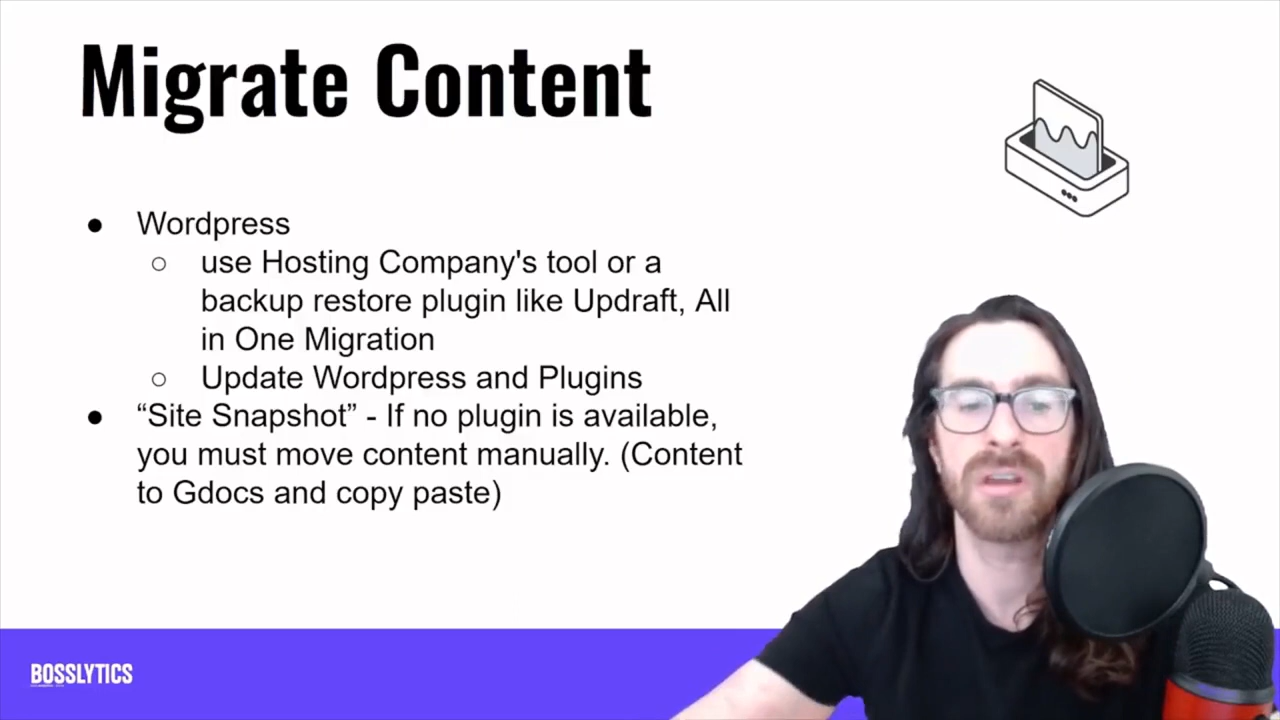 Migrate Content
● Wordpress
○ use Hosting Company's tool or a
backup restore plugin like Updraft, All
in One Migration
○ Update Wordpress and Plugins
● “Site Snapshot” - If no plugin is available,
you must move content manually. (Content
to Gdocs and copy paste)
BOSSLYTICS